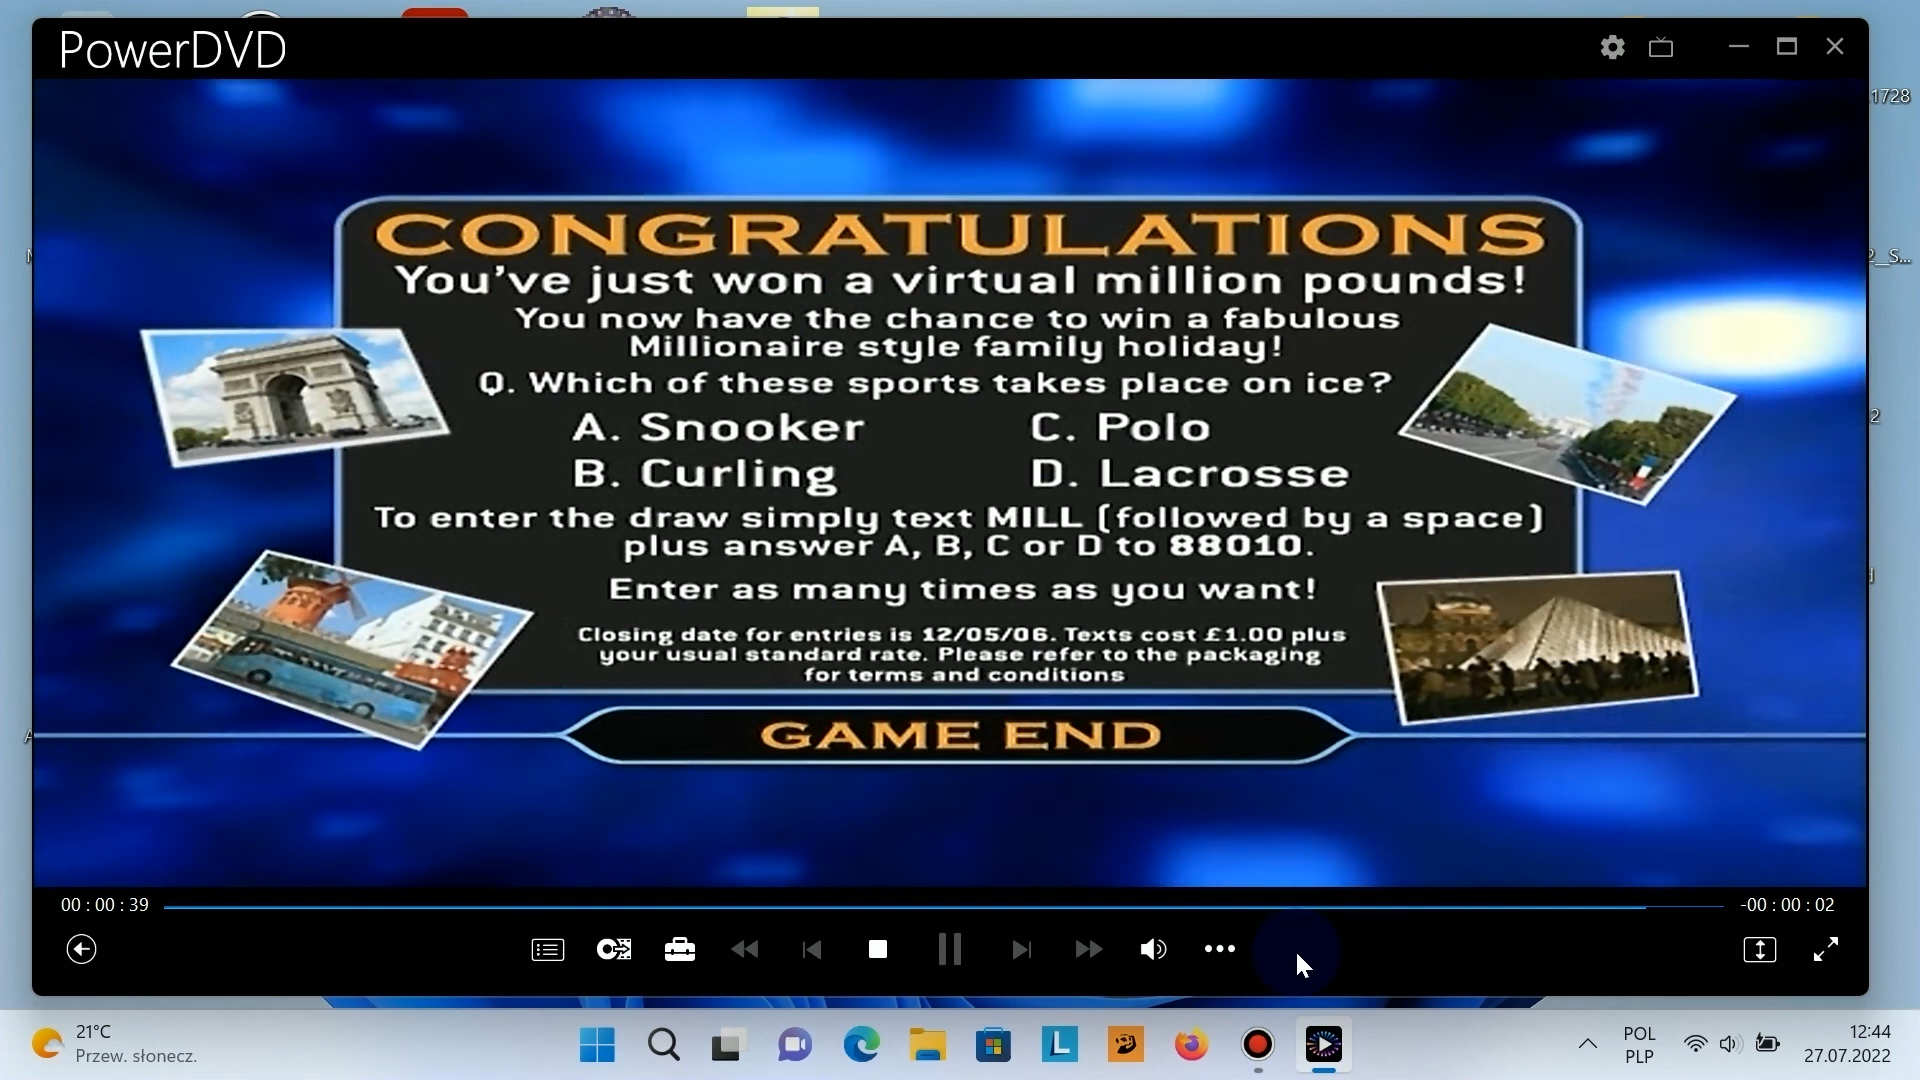 PowerDVD
1728
CONGRATULATIONS
You've just won a virtual million pounds!
You now have the chance to win a fabulous
Millionaire style family holiday!
Q. Which of these sports takes place on ice?
A. Snooker
C. Polo
B. Curling
D. Lacrosse
To enter the draw simply text MILL (followed by a space)
plus answer A, B, C or D to 88010.
Enter as many times as you want!
Closing date for entries is 12/05/06. Texts cost £1.00 plus
your usual standard rate. Please refer to the packaging
for terms and conditions
GAME END
00 : 00 : 39
-00 : 00 : 02
21°C
Przew. słonecz.
POL
PLP
12:44
27.07.2022